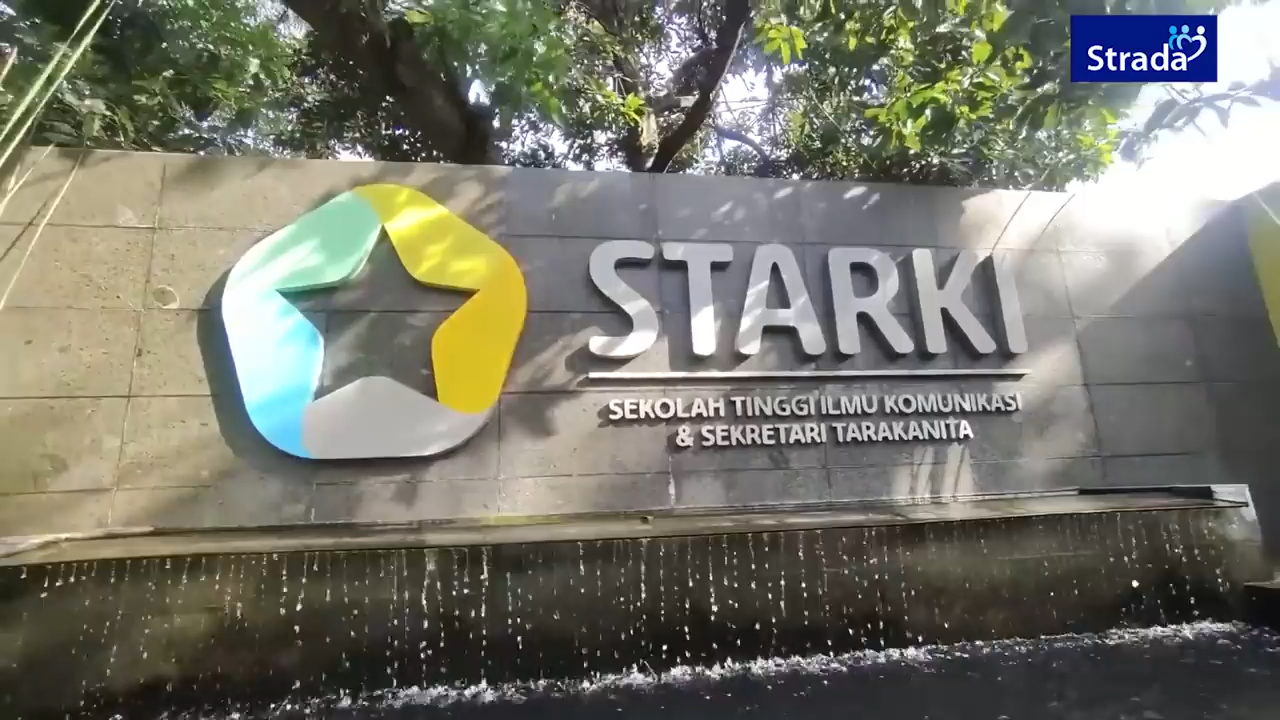 Strada
STARKI
SEKOLAH TINGGI ILMU KOMUNIKASI
& SEKRETARI TARAKANITA